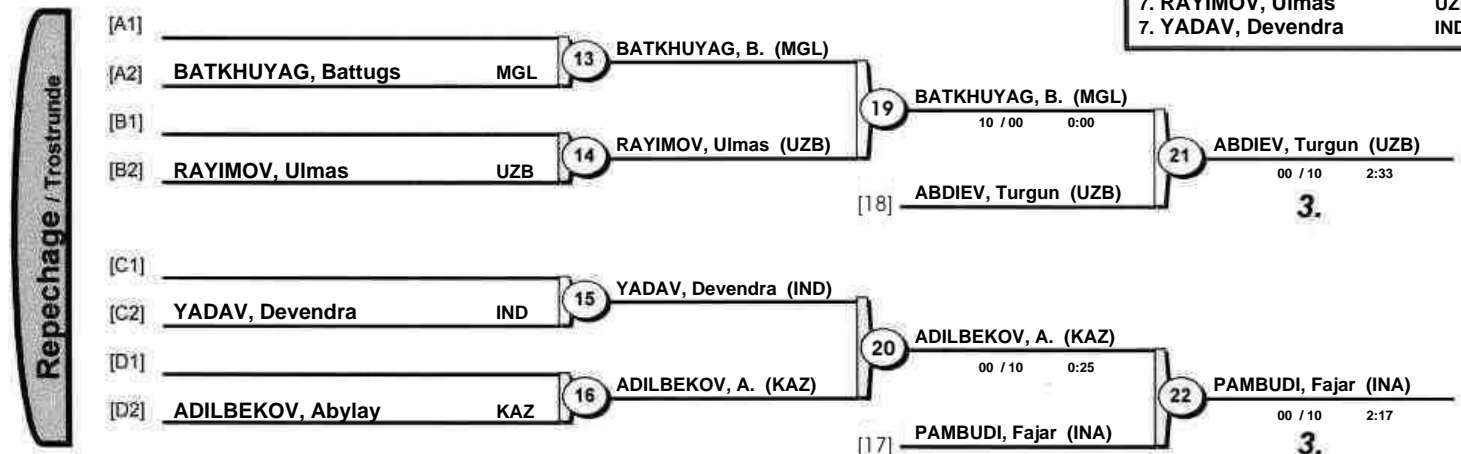 7. RAYIMOV, Ulmas
7. YADAV, Devendra IND
Repechage / Trostrunde
[A1]
[A2] BATKHUYAG, Battugs MGL
13 BATKHUYAG, B. (MGL)
[B1]
[B2] RAYIMOV, Ulmas UZB
14 RAYIMOV, Ulmas (UZB)
19 BATKHUYAG, B. (MGL)
10 / 00 0:00
[18] ABDIEV, Turgun (UZB)
21 ABDIEV, Turgun (UZB)
00 / 10 2:33
3.
[C1]
[C2] YADAV, Devendra IND
15 YADAV, Devendra (IND)
[D1]
[D2] ADILBEKOV, Abylay KAZ
16 ADILBEKOV, A. (KAZ)
20 ADILBEKOV, A. (KAZ)
00 / 10 0:25
[17] PAMBUDI, Fajar (INA)
22 PAMBUDI, Fajar (INA)
00 / 10 2:17
3.